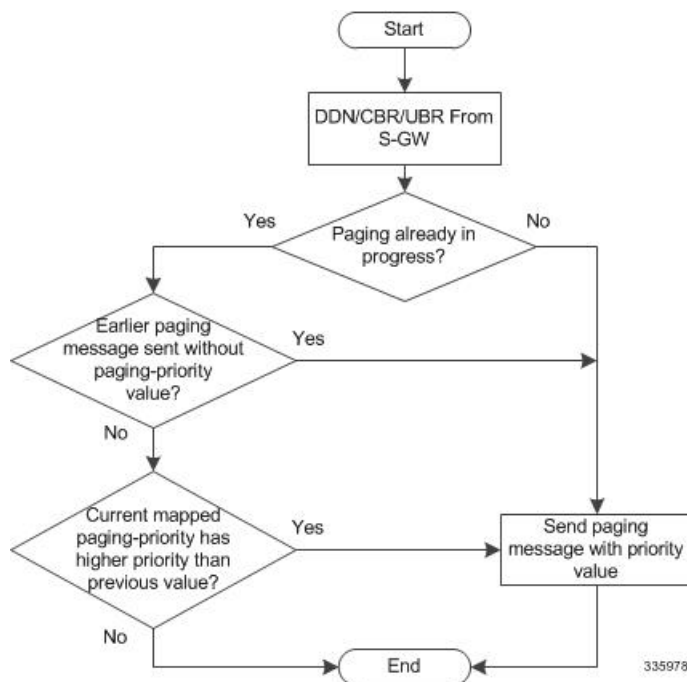 Start
DDN/CBR/UBR From
S-GW
Yes
No
Paging already in
progress?
Earlier paging
message sent without
paging-priority
value?
Yes
No
Current mapped
paging-priority has
higher priority than
previous value?
Yes
Send paging
message with priority
value
No
End
335978